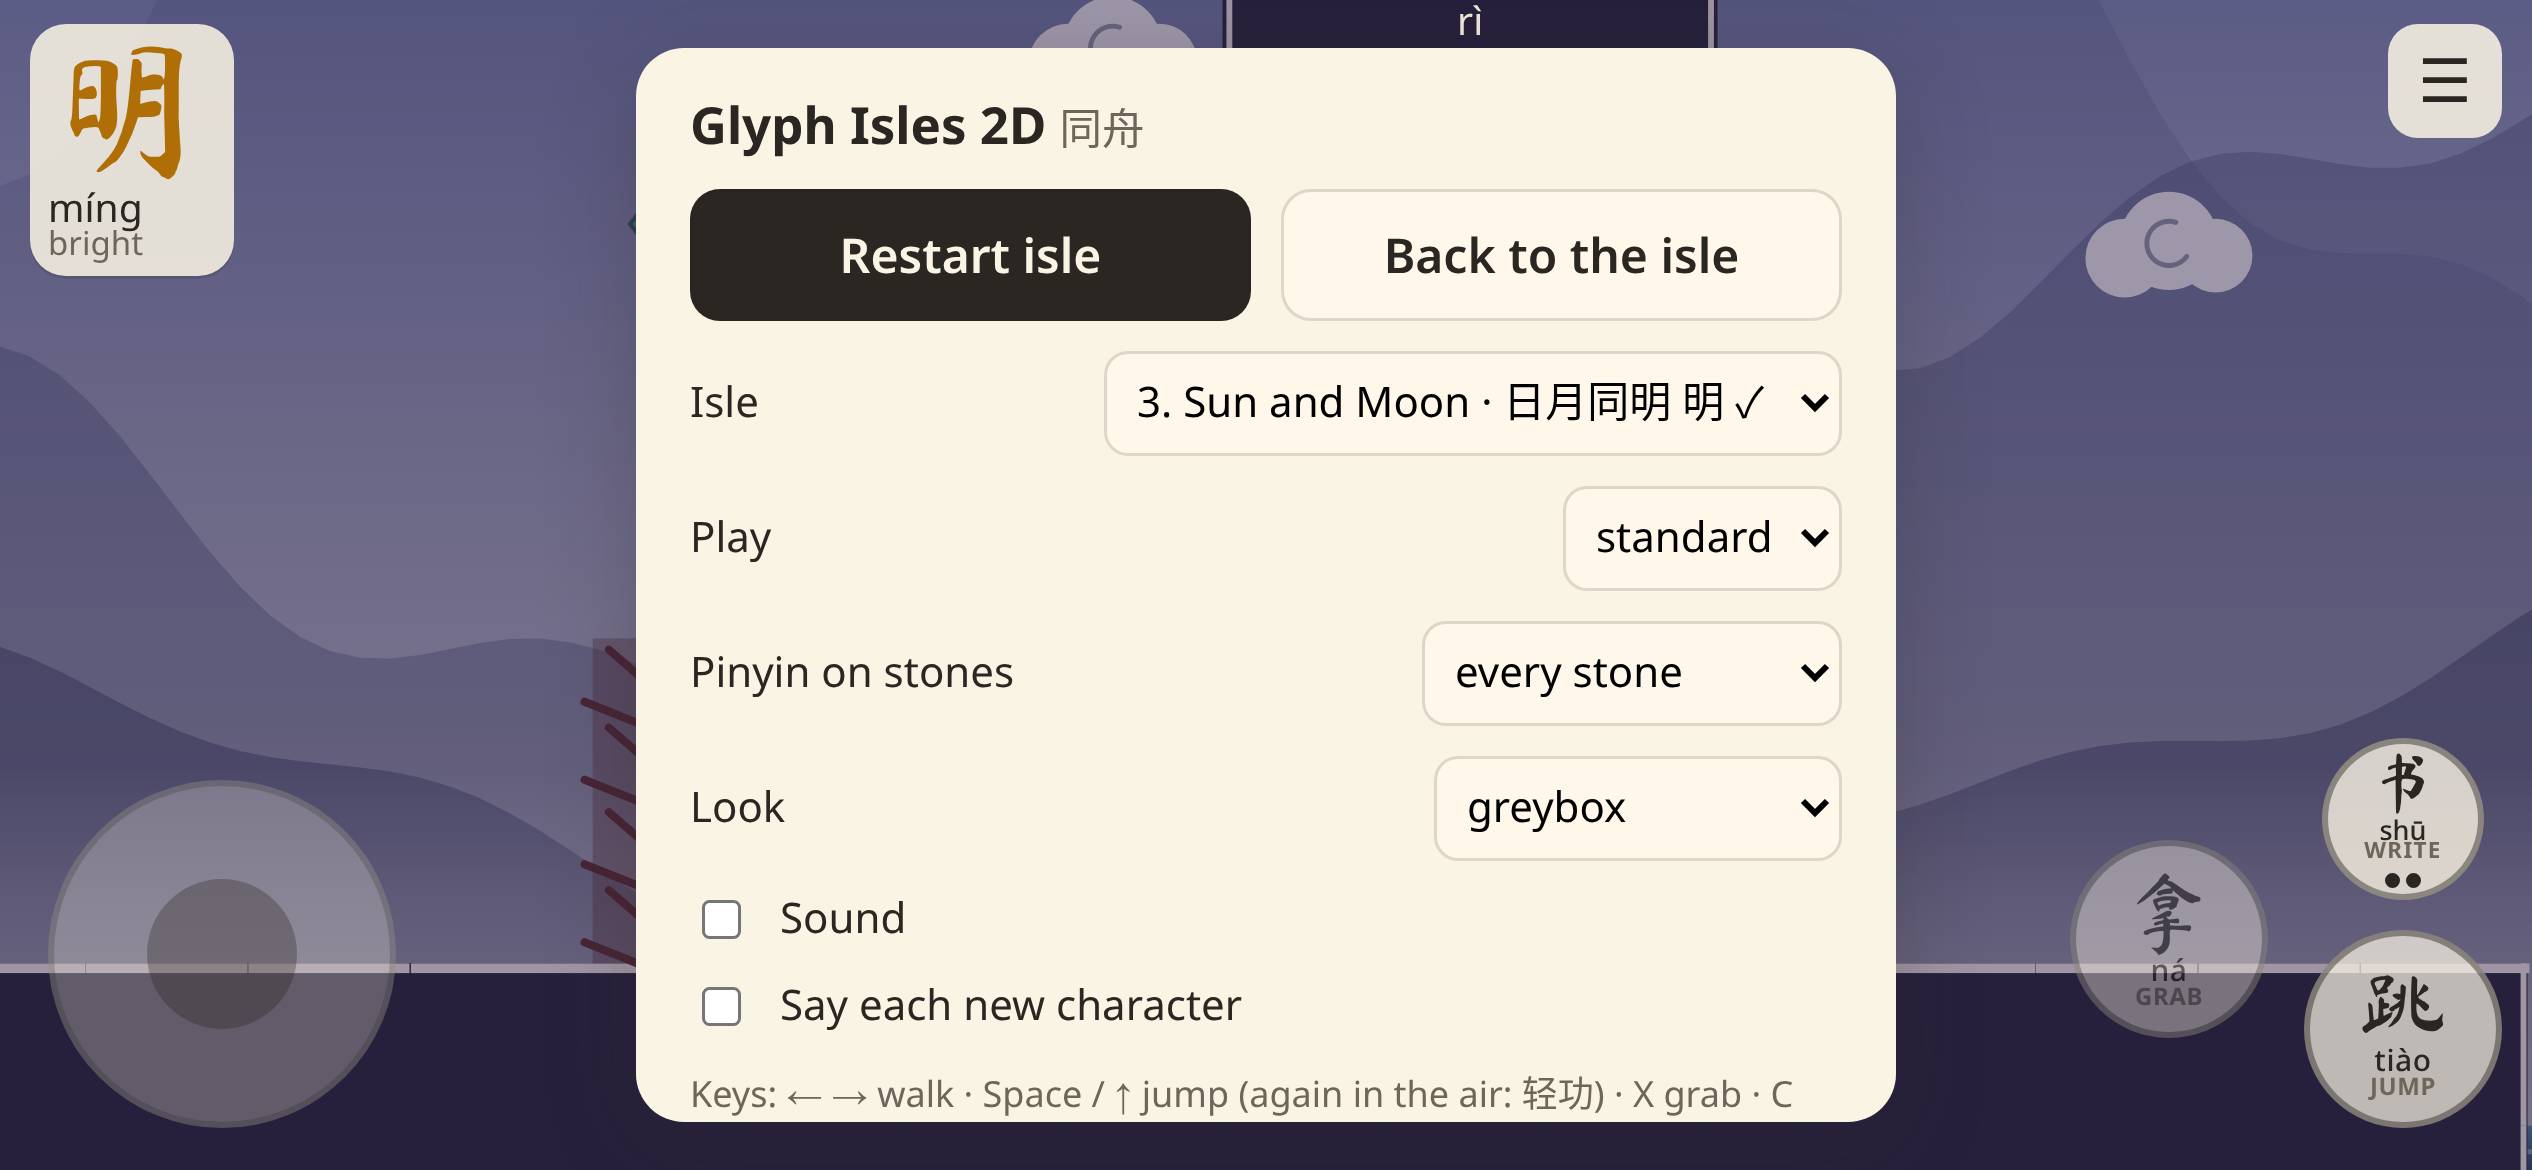 rì
明
míng
bright
☰
Glyph Isles 2D 同舟
Restart isle
Back to the isle
Isle
3. Sun and Moon · 日月同明 明 ✓
Play
standard
Pinyin on stones
every stone
Look
greybox
Sound
Say each new character
Keys: ← → walk · Space / ↑ jump (again in the air: 轻功) · X grab · C
书
shū
WRITE
拿
ná
GRAB
跳
tiào
JUMP